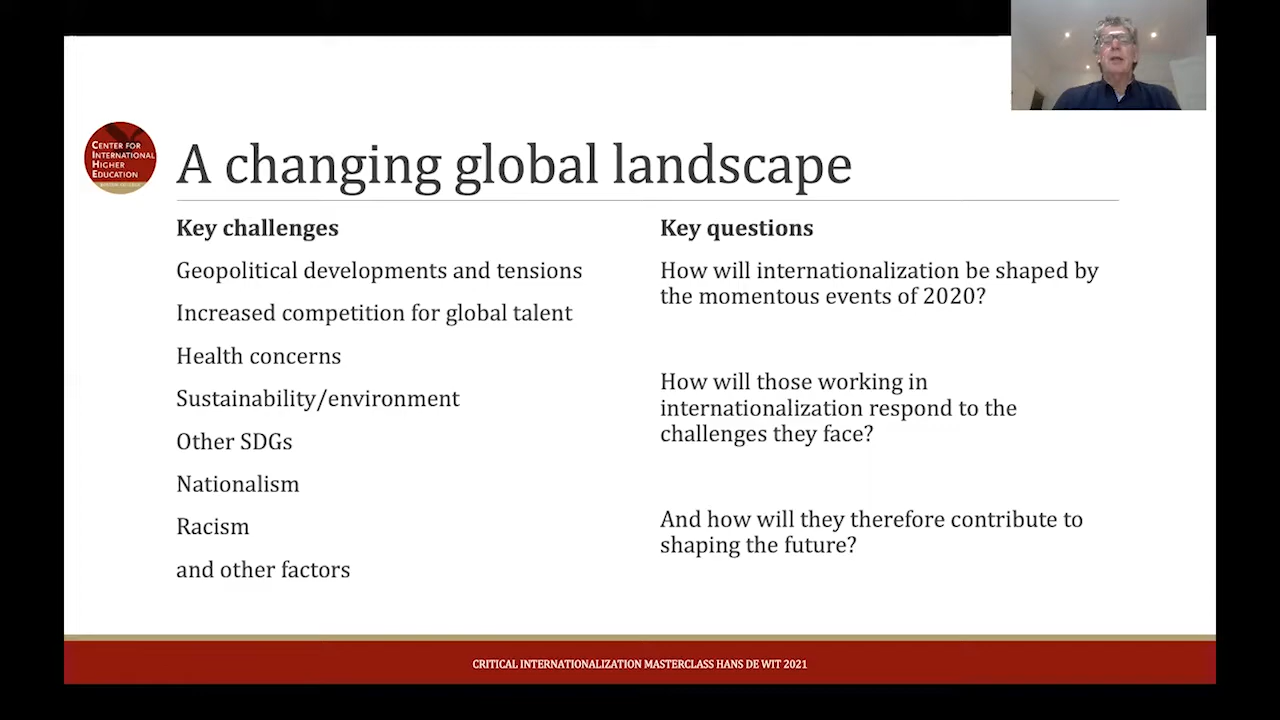 CENTER FOR
INTERNATIONAL
HIGHER
EDUCATION
A changing global landscape
Key challenges
Geopolitical developments and tensions
Increased competition for global talent
Health concerns
Sustainability/environment
Other SDGs
Nationalism
Racism
and other factors
Key questions
How will internationalization be shaped by
the momentous events of 2020?
How will those working in
internationalization respond to the
challenges they face?
And how will they therefore contribute to
shaping the future?
CRITICAL INTERNATIONALIZATION MASTERCLASS HANS DE WIT 2021